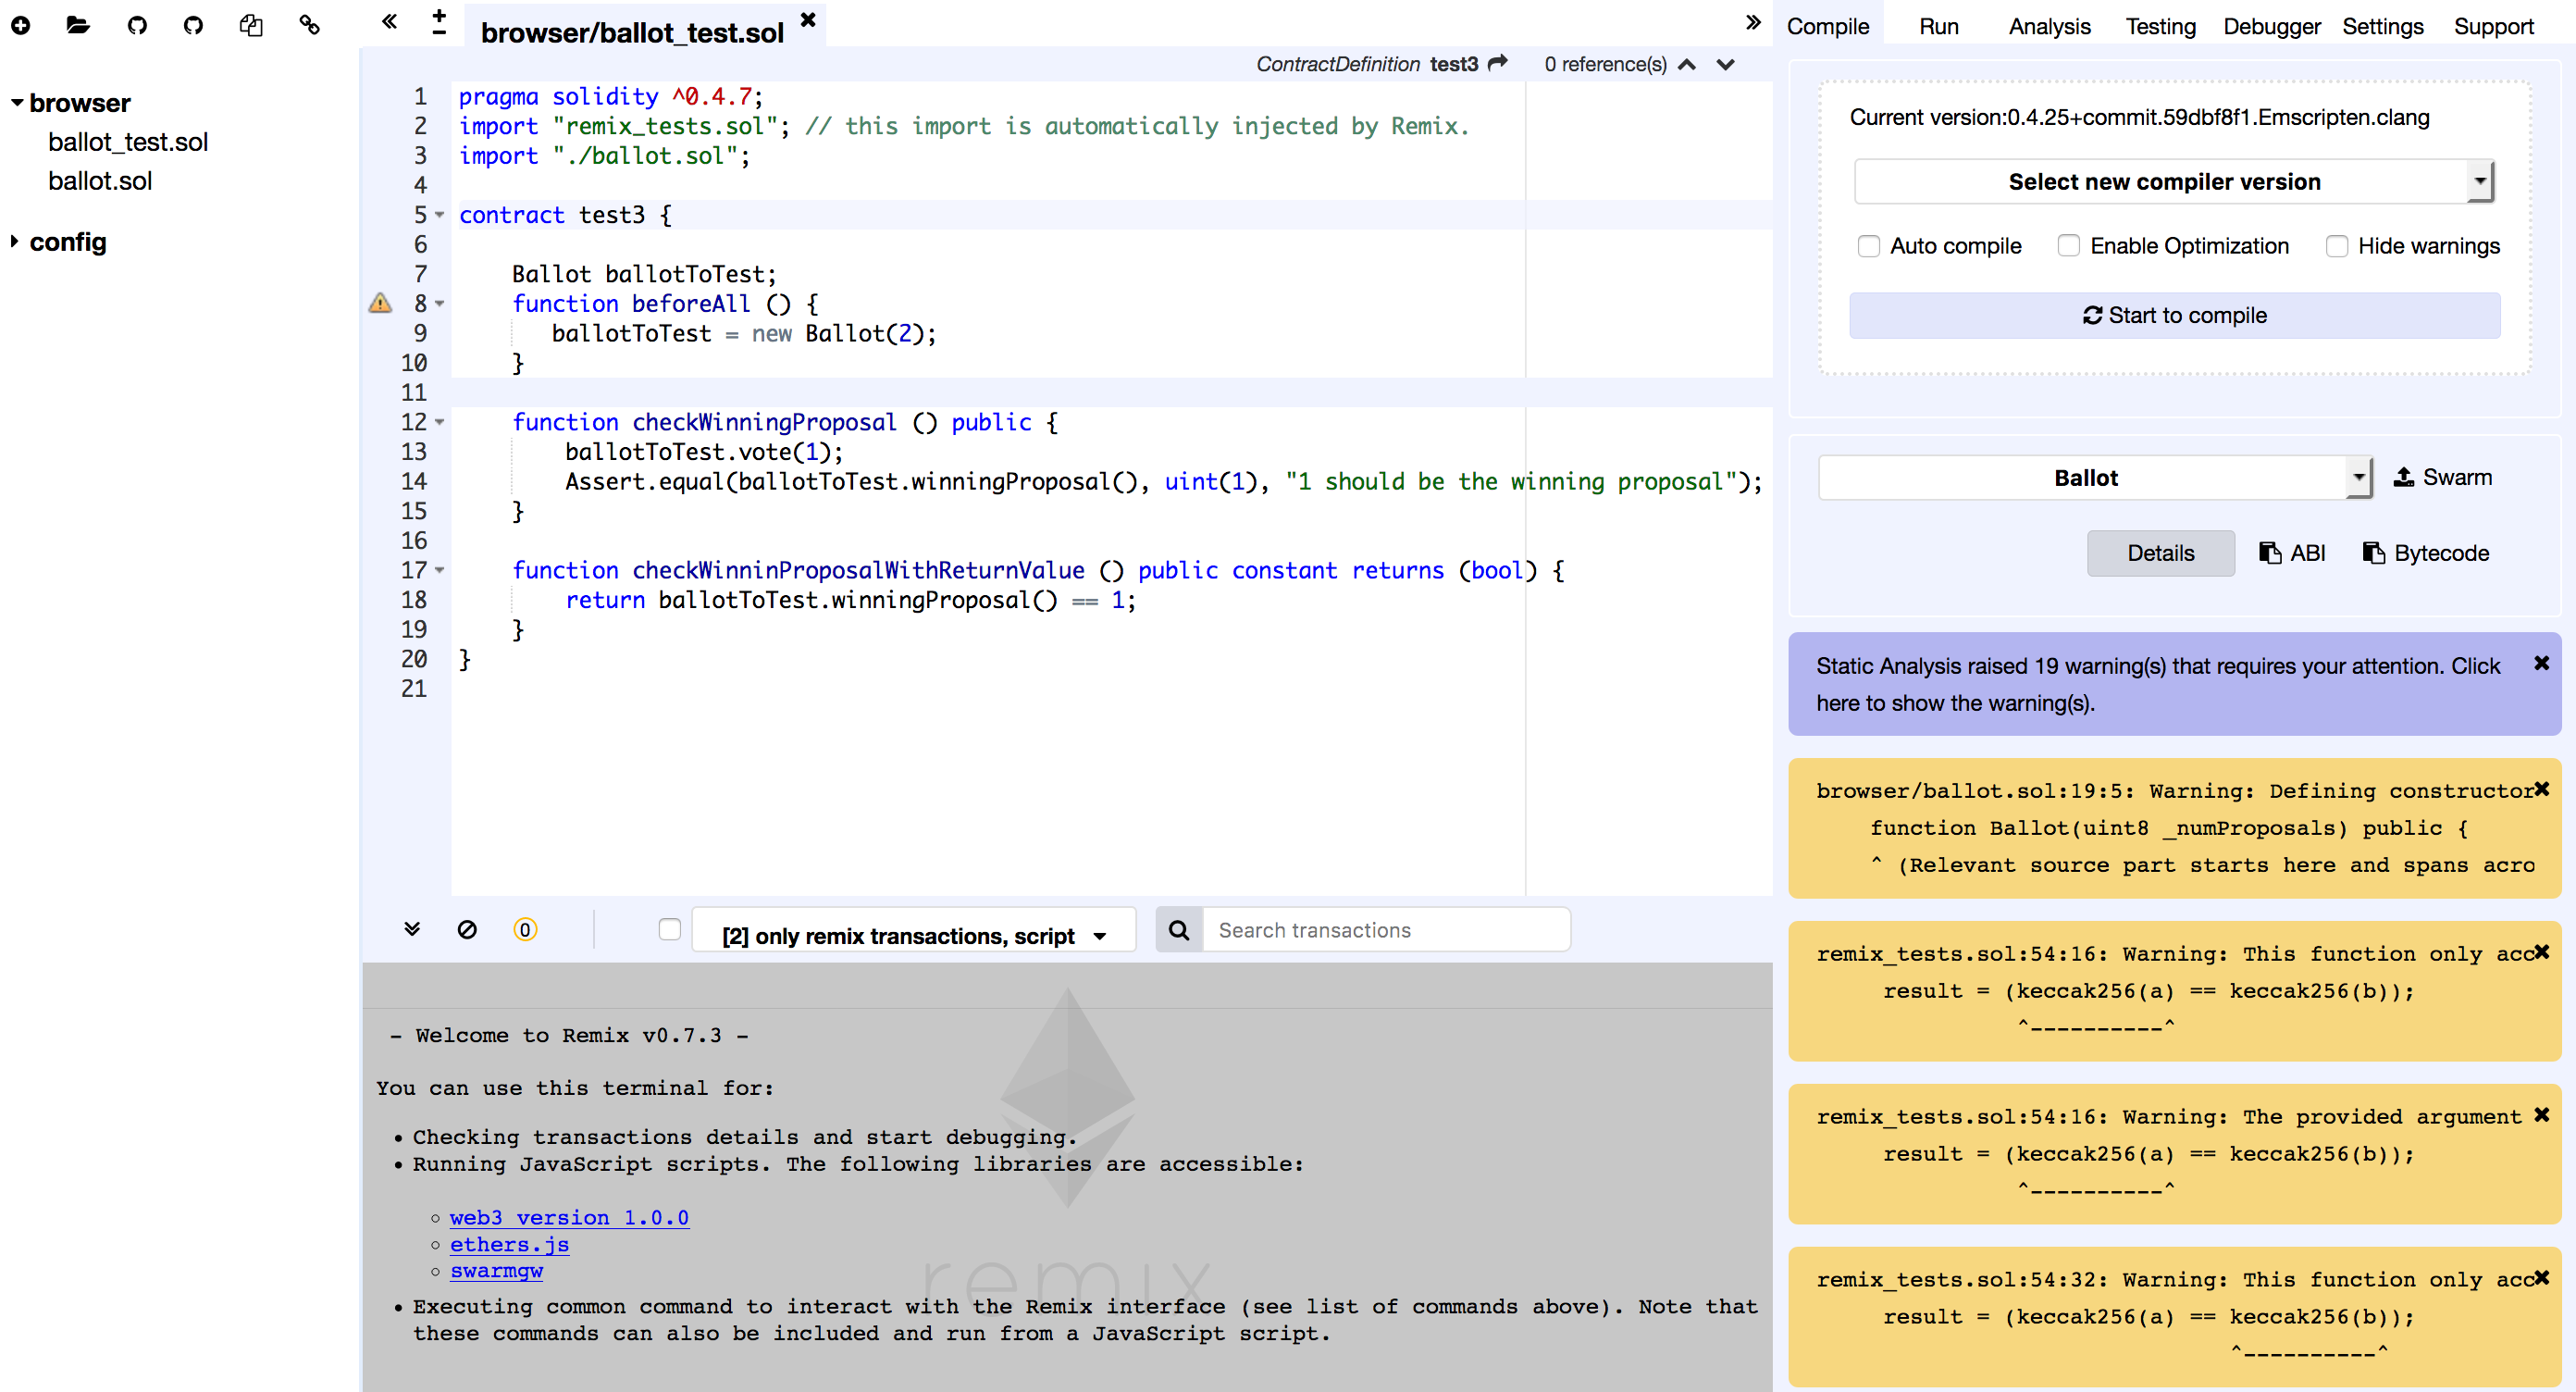 browser/ballot_test.sol
Compile Run Analysis Testing Debugger Settings Support
browser
ballot_test.sol
ballot.sol
config
ContractDefinition test3 0 reference(s)
1 pragma solidity ^0.4.7;
2 import "remix_tests.sol"; // this import is automatically injected by Remix.
3 import "./ballot.sol";
4
5 contract test3 {
6
7 Ballot ballotToTest;
8 function beforeAll () {
9 ballotToTest = new Ballot(2);
10 }
11
12 function checkWinningProposal () public {
13 ballotToTest.vote(1);
14 Assert.equal(ballotToTest.winningProposal(), uint(1), "1 should be the winning proposal");
15 }
16
17 function checkWinninProposalWithReturnValue () public constant returns (bool) {
18 return ballotToTest.winningProposal() == 1;
19 }
20 }
21
0
[2] only remix transactions, script
Search transactions
- Welcome to Remix v0.7.3 -
You can use this terminal for:
• Checking transactions details and start debugging.
• Running JavaScript scripts. The following libraries are accessible:
web3 version 1.0.0
ethers.js
swarmgw
remix
• Executing common command to interact with the Remix interface (see list of commands above). Note that
these commands can also be included and run from a JavaScript script.
Current version:0.4.25+commit.59dbf8f1.Emscripten.clang
Select new compiler version
Auto compile Enable Optimization Hide warnings
Start to compile
Ballot Swarm
Details ABI Bytecode
Static Analysis raised 19 warning(s) that requires your attention. Click
here to show the warning(s).
browser/ballot.sol:19:5: Warning: Defining constructor
function Ballot(uint8 _numProposals) public {
^ (Relevant source part starts here and spans acro
remix_tests.sol:54:16: Warning: This function only acc
result = (keccak256(a) == keccak256(b));
^----------^
remix_tests.sol:54:16: Warning: The provided argument
result = (keccak256(a) == keccak256(b));
^----------^
remix_tests.sol:54:32: Warning: This function only acc
result = (keccak256(a) == keccak256(b));
^----------^